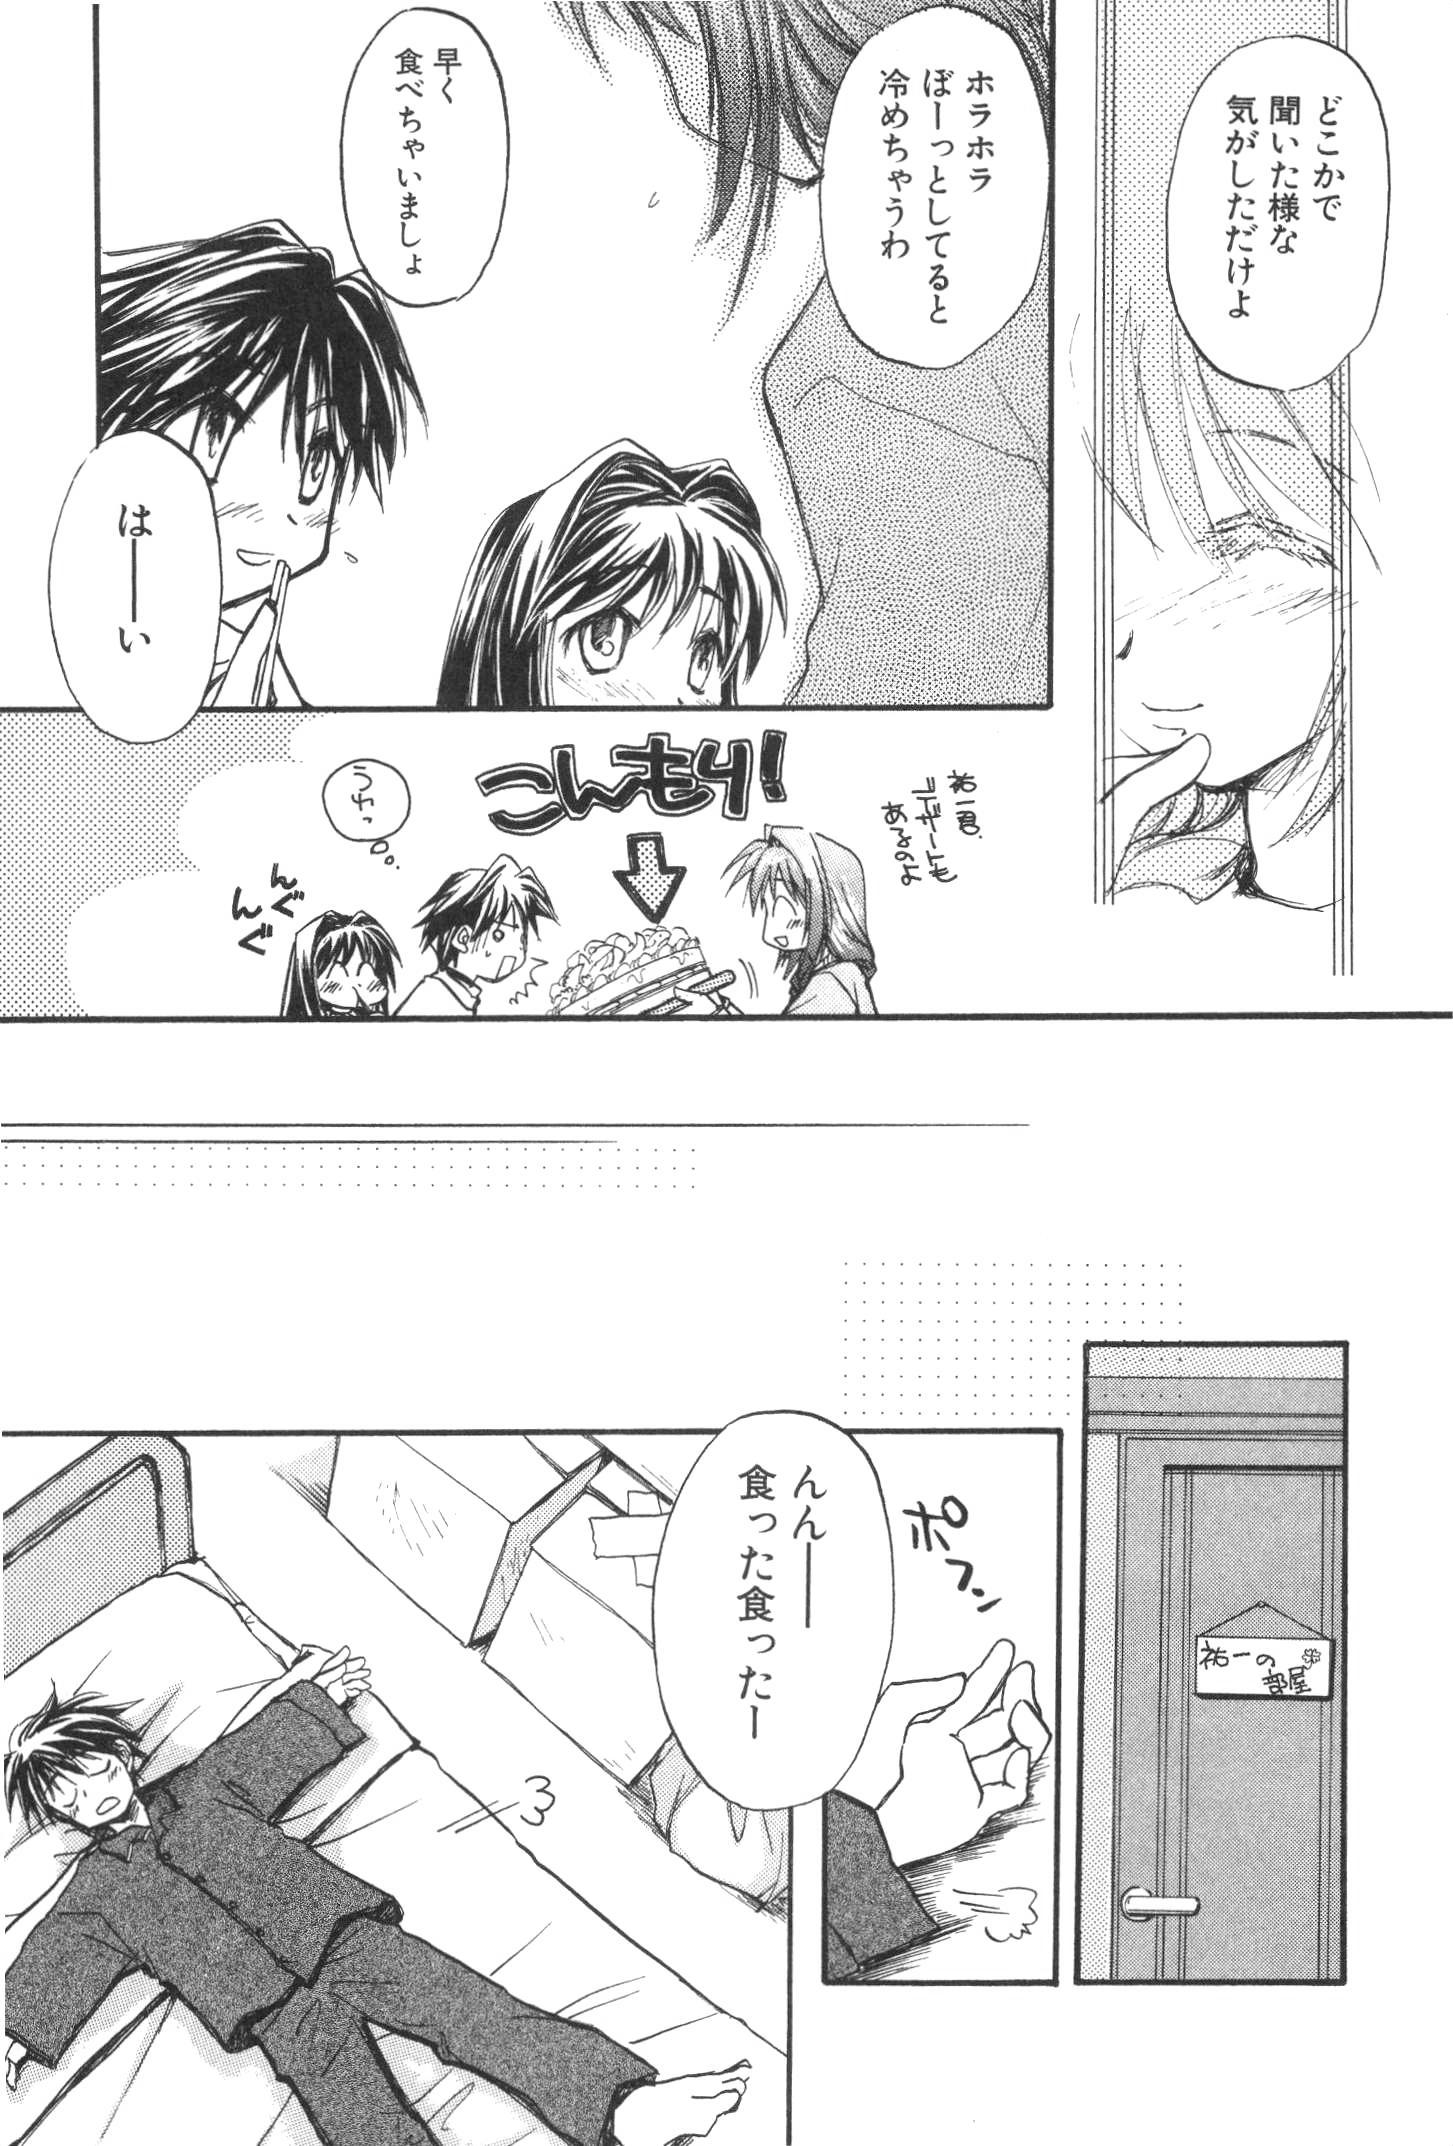 どこかで
聞いた様な
気がしただけよ
ホラホラ
ぼーっとしてると
冷めちゃうわ
早く
食べちゃいましょ
はーーい
祐一君、
デザートも
あるのよ
こんもり!
うわっ
んぐ
んぐ
祐一の
部屋
ポフン
んんーー
食った食ったー